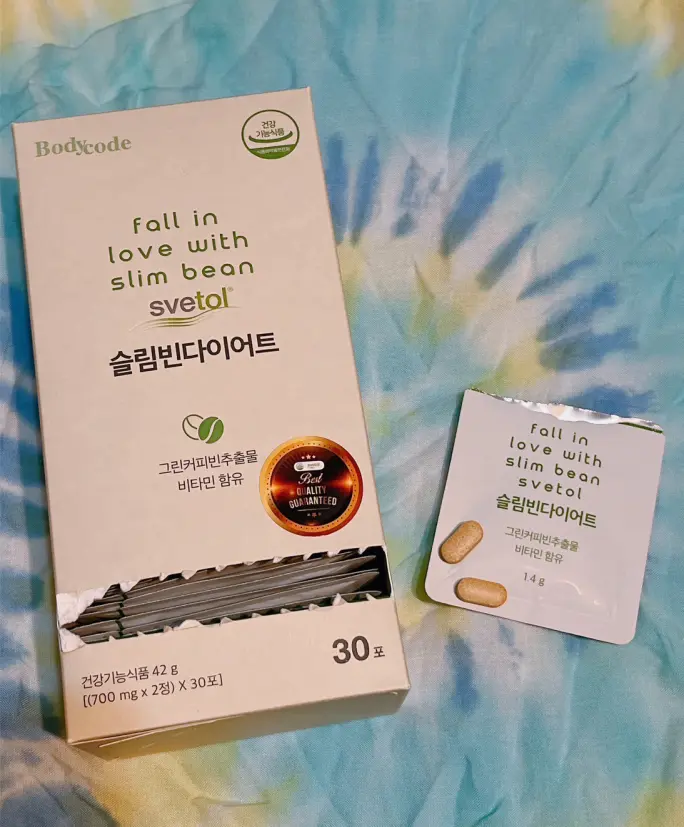 Bodycode
건강
기능식품
fall in
love with
slim bean
svetol®
슬림빈다이어트
그린커피빈추출물
비타민 함유
Best
QUALITY
GUARANTEED
30포
건강기능식품 42 g
[(700 mg x 2정) X 30포]
fall in
love with
slim bean
svetol
슬림빈다이어트
그린커피빈추출물
비타민 함유
1.4 g